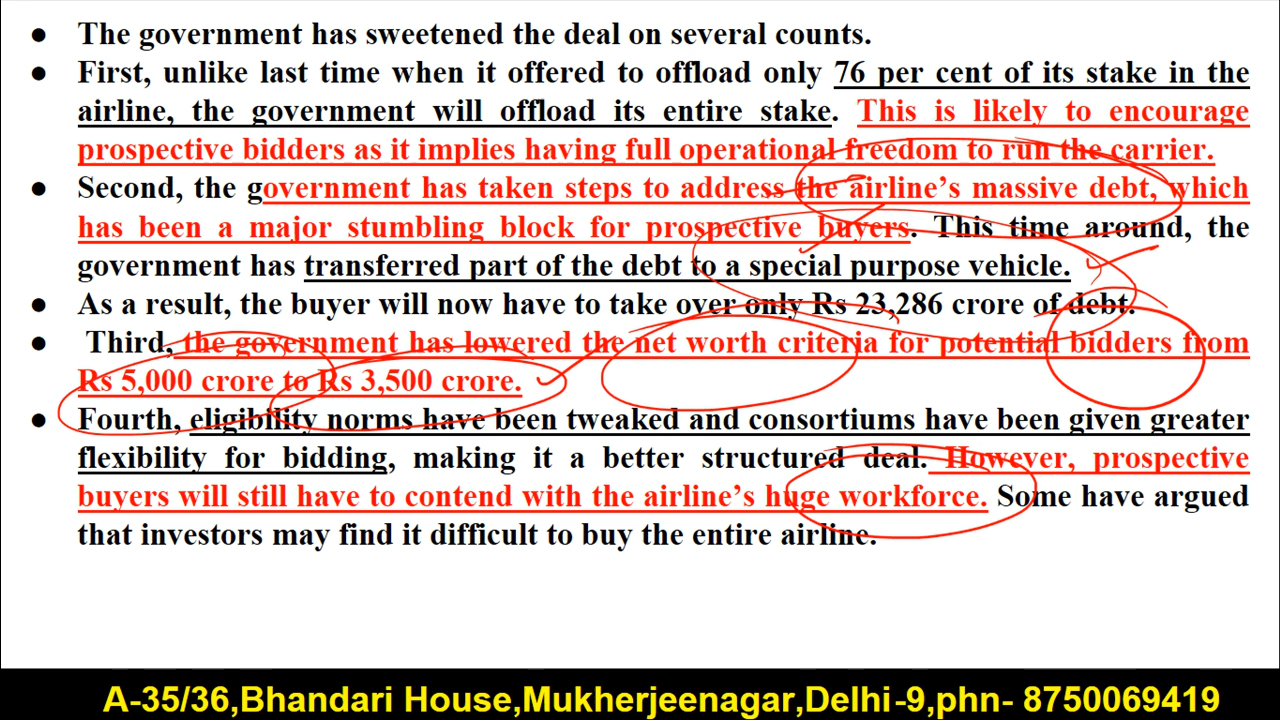 ● The government has sweetened the deal on several counts.
● First, unlike last time when it offered to offload only 76 per cent of its stake in the
airline, the government will offload its entire stake. This is likely to encourage
prospective bidders as it implies having full operational freedom to run the carrier.
● Second, the government has taken steps to address the airline's massive debt, which
has been a major stumbling block for prospective buyers. This time around, the
government has transferred part of the debt to a special purpose vehicle.
● As a result, the buyer will now have to take over only Rs 23,286 crore of debt.
● Third, the government has lowered the net worth criteria for potential bidders from
Rs 5,000 crore to Rs 3,500 crore.
● Fourth, eligibility norms have been tweaked and consortiums have been given greater
flexibility for bidding, making it a better structured deal. However, prospective
buyers will still have to contend with the airline's huge workforce. Some have argued
that investors may find it difficult to buy the entire airline.
A-35/36,Bhandari House,Mukherjeenagar,Delhi-9,phn- 8750069419